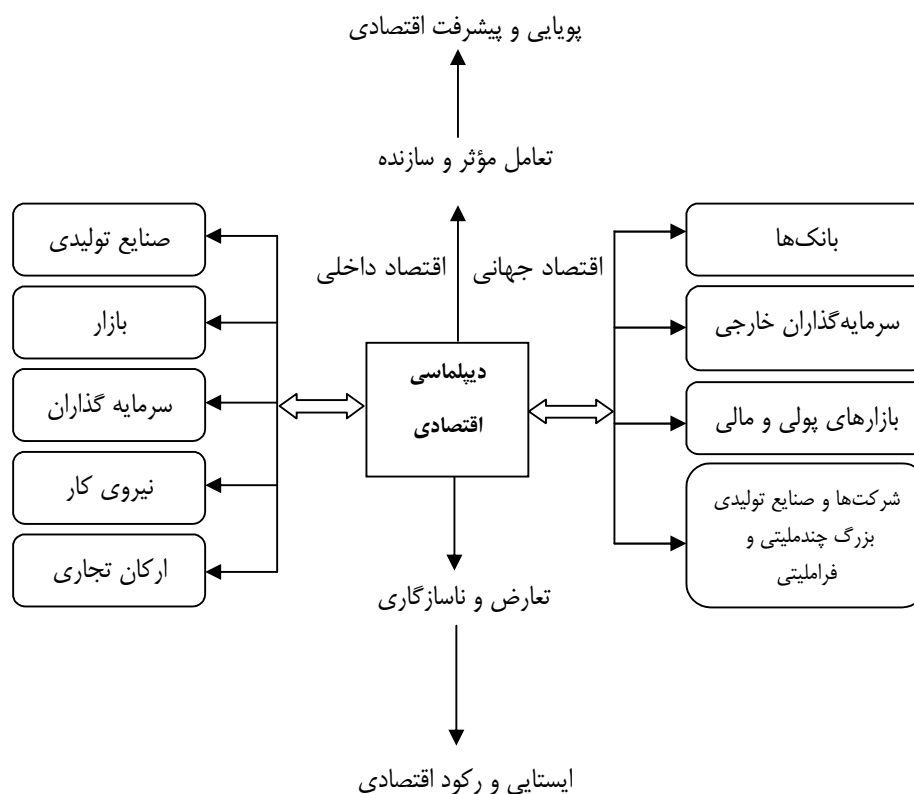 پویایی و پیشرفت اقتصادی
تعامل مؤثر و سازنده
اقتصاد جهانی
اقتصاد داخلی
بانک‌ها
سرمایه‌گذاران خارجی
بازارهای پولی و مالی
شرکت‌ها و صنایع تولیدی
بزرگ چندملیتی و
فراملیتی
دیپلماسی
اقتصادی
صنایع تولیدی
بازار
سرمایه گذاران
نیروی کار
ارکان تجاری
تعارض و ناسازگاری
ایستایی و رکود اقتصادی